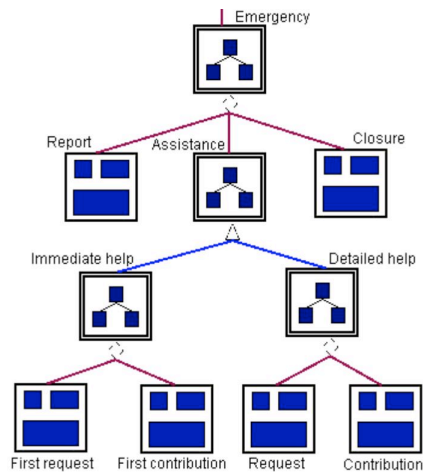 Emergency
Report
Assistance
Closure
Immediate help
Detailed help
First request
First contribution
Request
Contribution